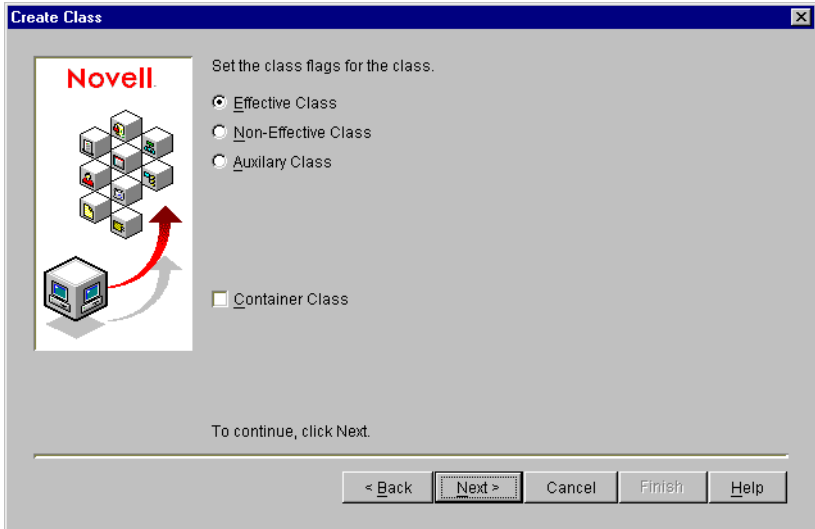 Create Class
Novell.
Set the class flags for the class.
Effective Class
Non-Effective Class
Auxilary Class
Container Class
To continue, click Next.
< Back Next > Cancel Finish Help